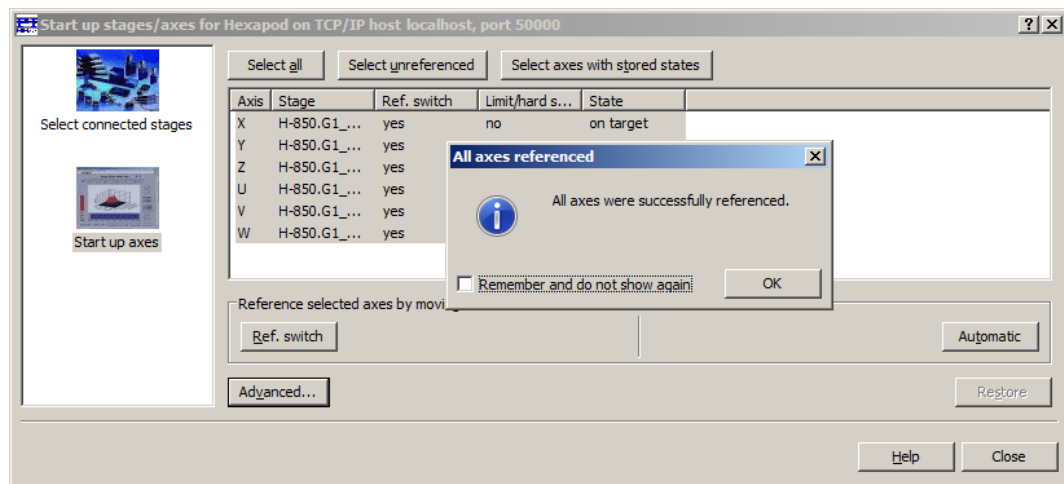 Start up stages/axes for Hexapod on TCP/IP host localhost, port 50000
Select all Select unreferenced Select axes with stored states
Select connected stages
Start up axes
Axis Stage Ref. switch Limit/hard s... State
X H-850.G1_... yes no on target
Y H-850.G1_... yes
Z H-850.G1_... yes
U H-850.G1_... yes
V H-850.G1_... yes
W H-850.G1_... yes
All axes referenced
All axes were successfully referenced.
Remember and do not show again OK
Reference selected axes by moving
Ref. switch Automatic
Advanced... Restore
Help Close